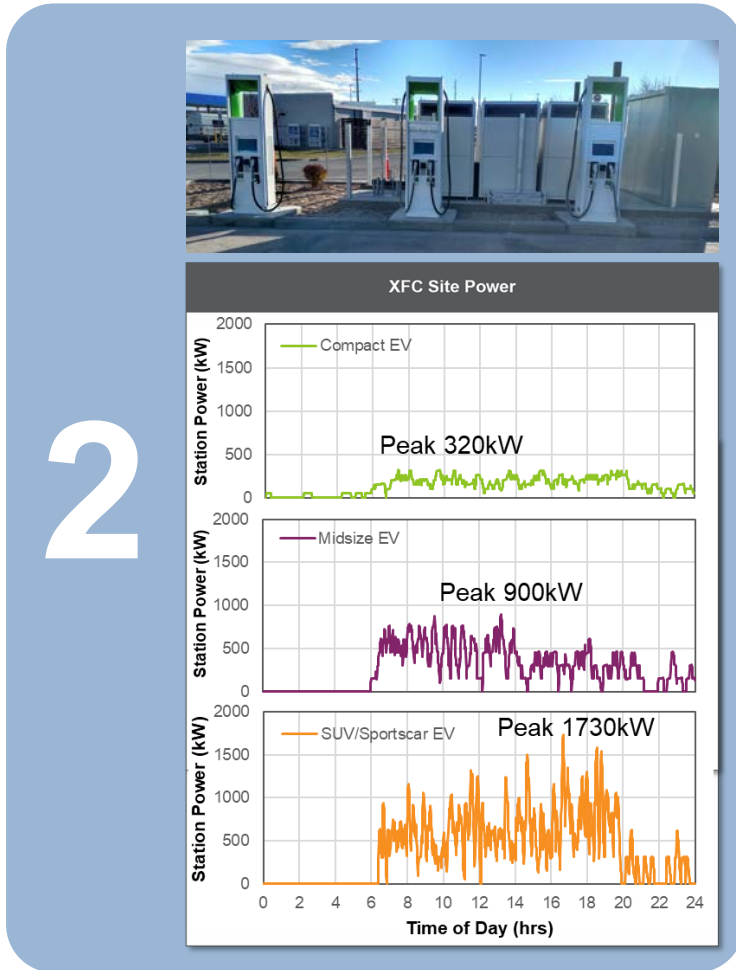 2
XFC Site Power
Station Power (kW)
2000
1500
1000
500
0
Compact EV
Peak 320kW
Station Power (kW)
2000
1500
1000
500
0
Midsize EV
Peak 900kW
Station Power (kW)
2000
1500
1000
500
0
SUV/Sportscar EV
Peak 1730kW
0 2 4 6 8 10 12 14 16 18 20 22 24
Time of Day (hrs)